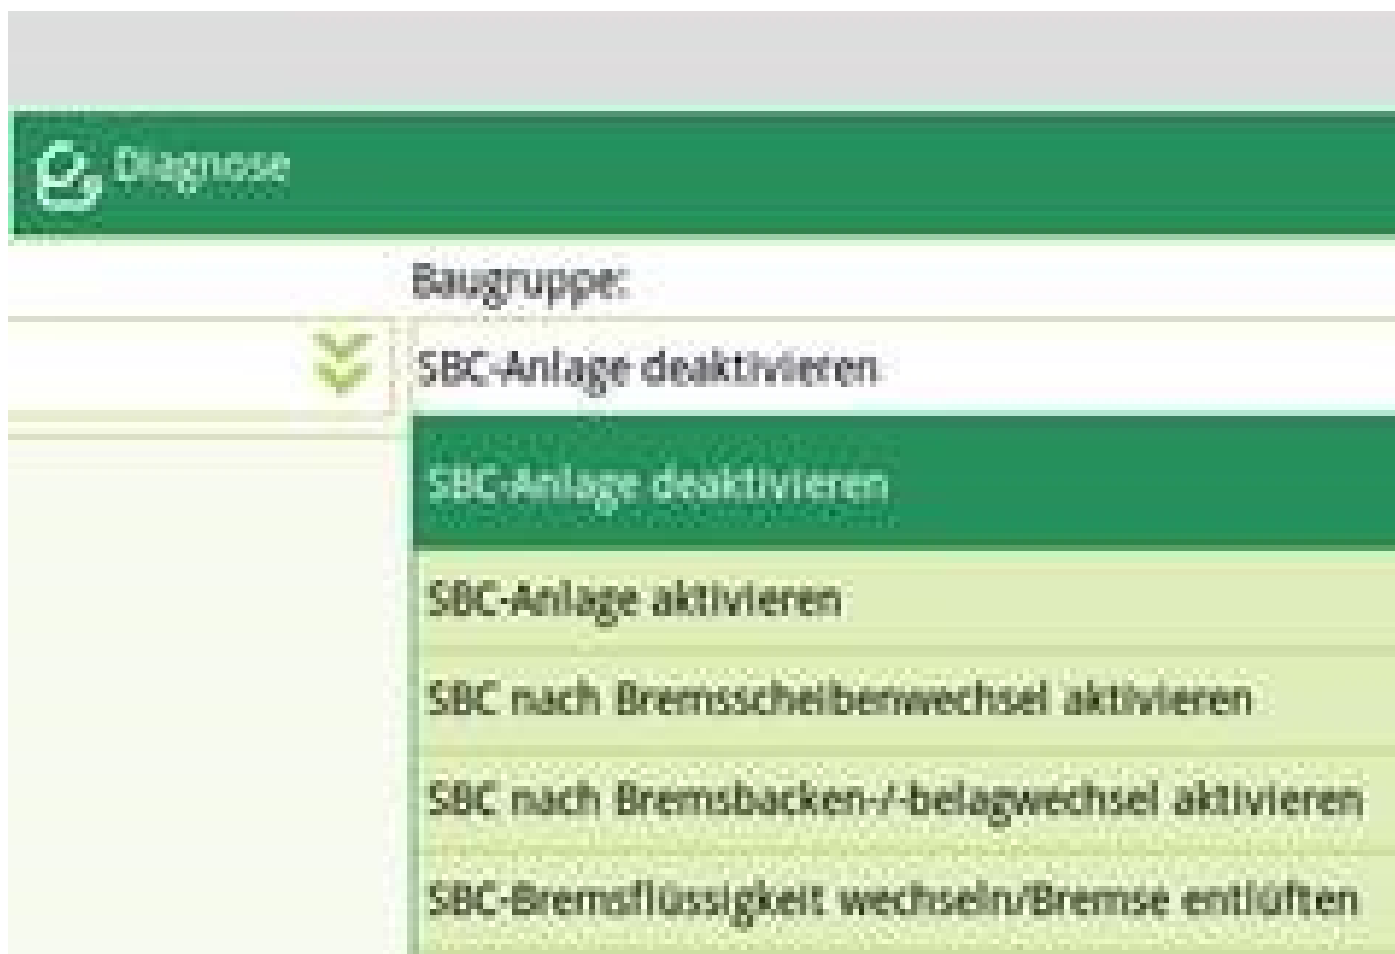 Diagnose
Baugruppe:
SBC-Anlage deaktivieren
SBC-Anlage deaktivieren
SBC-Anlage aktivieren
SBC nach Bremsscheibenwechsel aktivieren
SBC nach Bremsbacken-/-belagwechsel aktivieren
SBC-Bremsflüssigkeit wechseln/Bremse entlüften